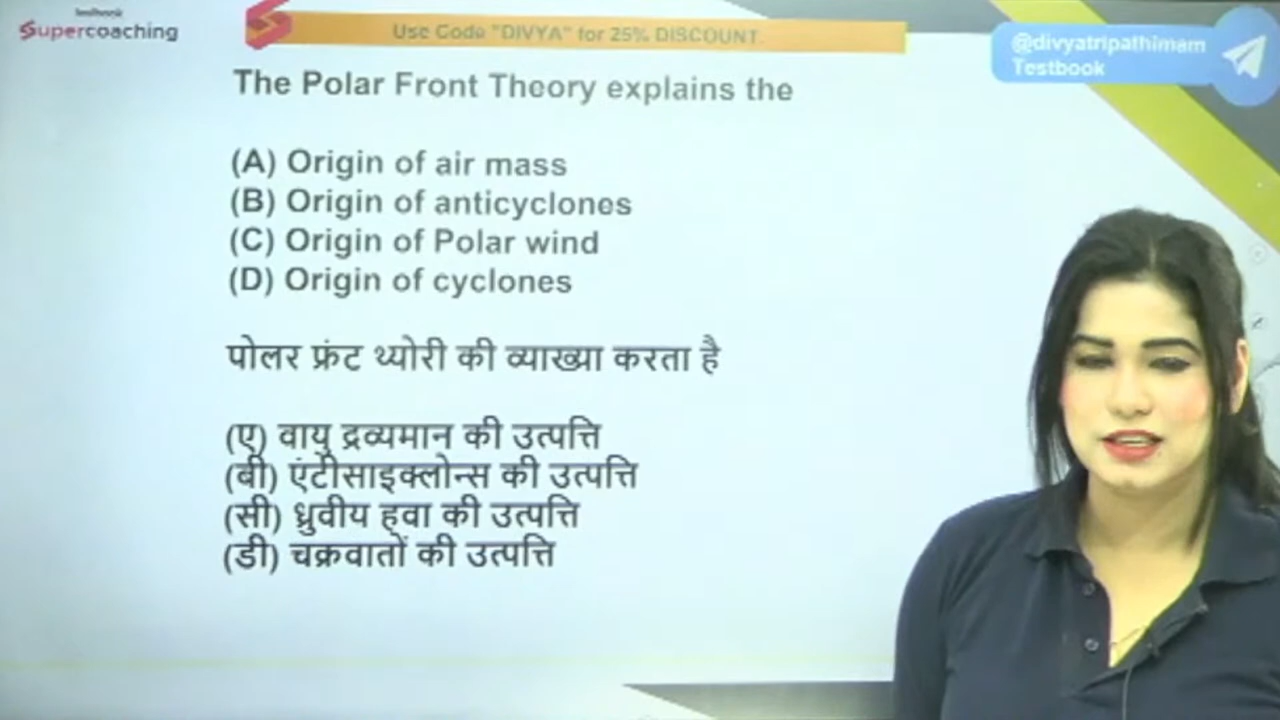 testbook
Supercoaching
Use Code "DIVYA" for 25% DISCOUNT.
@divyatripathimam
Testbook
The Polar Front Theory explains the
(A) Origin of air mass
(B) Origin of anticyclones
(C) Origin of Polar wind
(D) Origin of cyclones
पोलर फ्रंट थ्योरी की व्याख्या करता है
(ए) वायु द्रव्यमान की उत्पत्ति
(बी) एंटीसाइक्लोन्स की उत्पत्ति
(सी) ध्रुवीय हवा की उत्पत्ति
(डी) चक्रवातों की उत्पत्ति